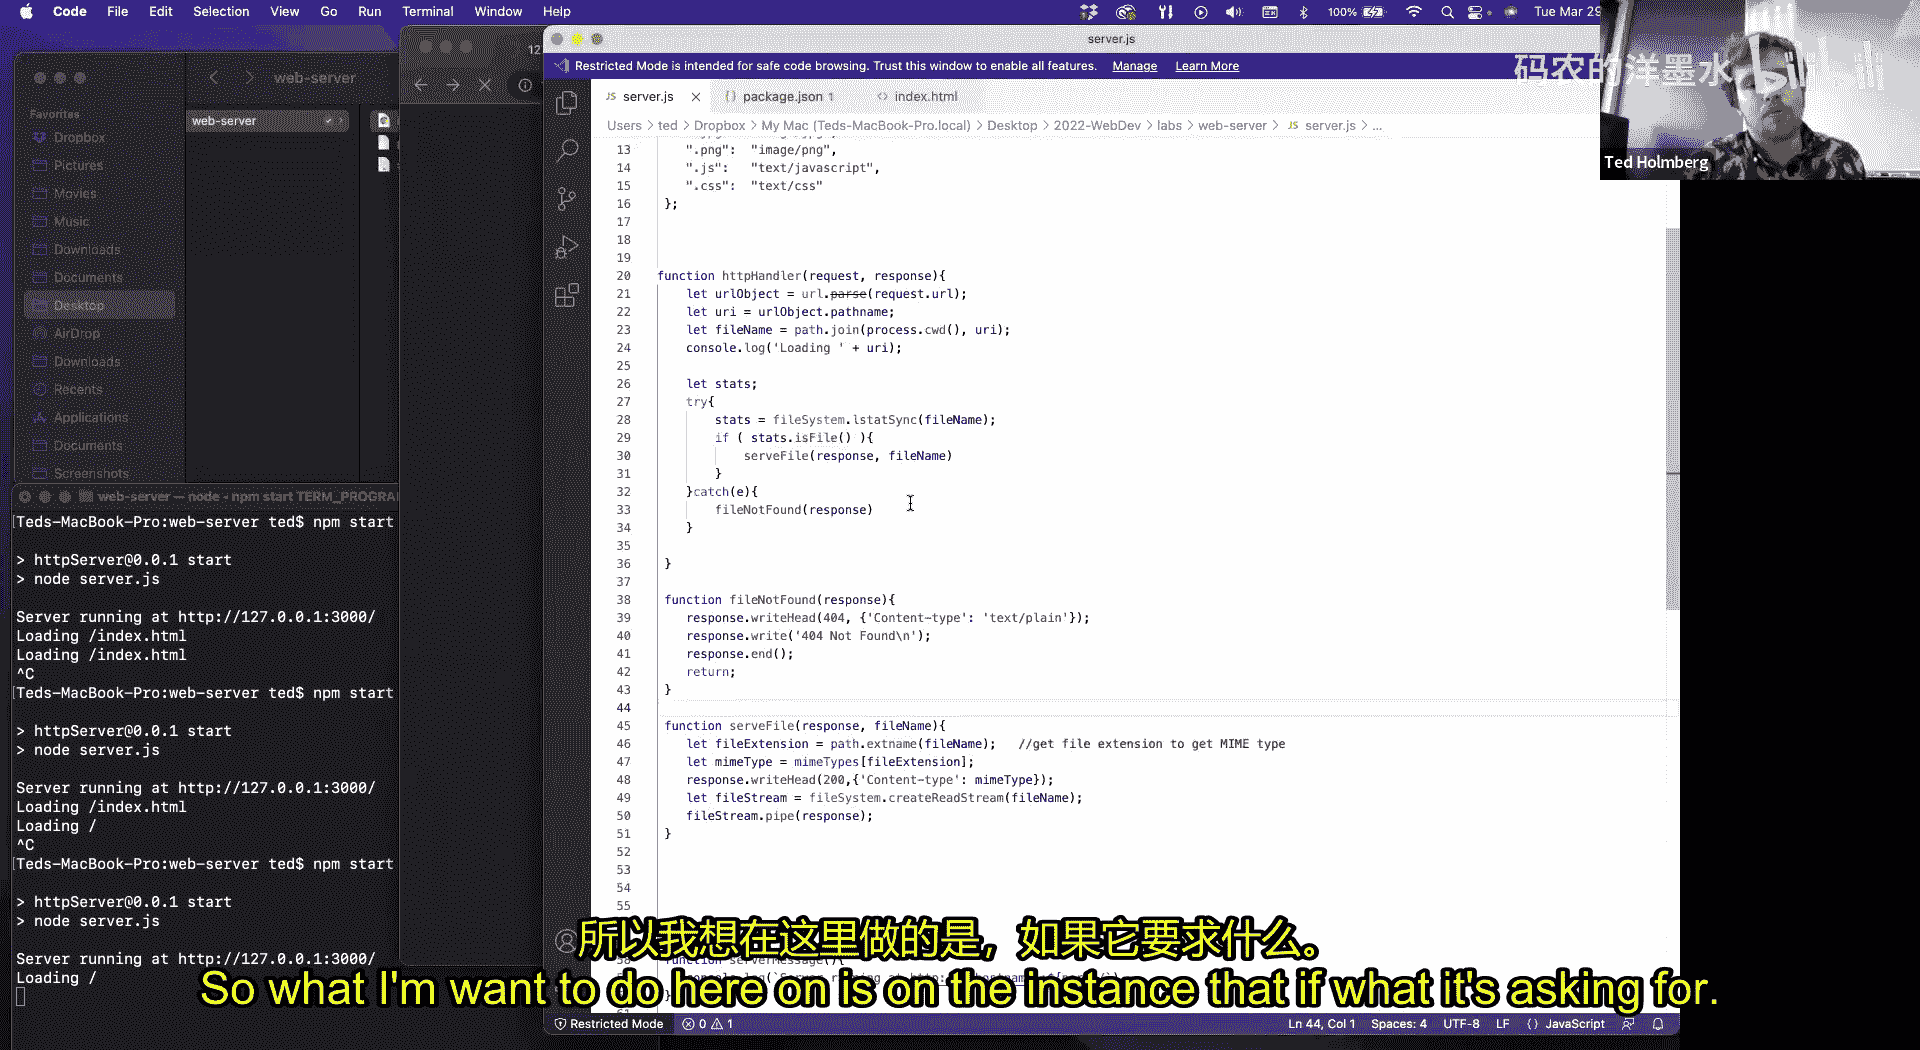 Code File Edit Selection View Go Run Terminal Window Help
100%
Tue Mar 29
码农的洋墨水 bilibili
Ted Holmberg
web-server
Favorites
Dropbox
Pictures
Movies
Music
Downloads
Documents
Desktop
AirDrop
Downloads
Recents
Applications
Documents
Screenshots
web-server
12
server.js
Restricted Mode is intended for safe code browsing. Trust this window to enable all features. Manage Learn More
JS server.js × package.json 1 <> index.html
Users > ted > Dropbox > My Mac (Teds-MacBook-Pro.local) > Desktop > 2022-WebDev > labs > web-server > JS server.js > ...
13 ".png": "image/png",
14 ".js": "text/javascript",
15 ".css": "text/css"
16 };
17
18
19
20 function httpHandler(request, response){
21 let urlObject = url.parse(request.url);
22 let uri = urlObject.pathname;
23 let fileName = path.join(process.cwd(), uri);
24 console.log('Loading ' + uri);
25
26 let stats;
27 try{
28 stats = fileSystem.lstatSync(fileName);
29 if ( stats.isFile() ){
30 serveFile(response, fileName)
31 }
32 }catch(e){
33 fileNotFound(response)
34 }
35
36 }
37
38 function fileNotFound(response){
39 response.writeHead(404, {'Content-type': 'text/plain'});
40 response.write('404 Not Found\n');
41 response.end();
42 return;
43 }
44
45 function serveFile(response, fileName){
46 let fileExtension = path.extname(fileName); //get file extension to get MIME type
47 let mimeType = mimeTypes[fileExtension];
48 response.writeHead(200,{'Content-type': mimeType});
49 let fileStream = fileSystem.createReadStream(fileName);
50 fileStream.pipe(response);
51 }
52
53
54
55
web-server — node - npm start TERM_PROGRA
Teds-MacBook-Pro:web-server ted$ npm start
> httpServer@0.0.1 start
> node server.js
Server running at http://127.0.0.1:3000/
Loading /index.html
Loading /index.html
^C
Teds-MacBook-Pro:web-server ted$ npm start
> httpServer@0.0.1 start
> node server.js
Server running at http://127.0.0.1:3000/
Loading /index.html
Loading /
^C
Teds-MacBook-Pro:web-server ted$ npm start
> httpServer@0.0.1 start
> node server.js
Server running at http://127.0.0.1:3000/
Loading /
所以我想在这里做的是，如果它要求什么。
So what I'm want to do here on is on the instance that if what it's asking for.
Restricted Mode 0 1 Ln 44, Col 1 Spaces: 4 UTF-8 LF {} JavaScript